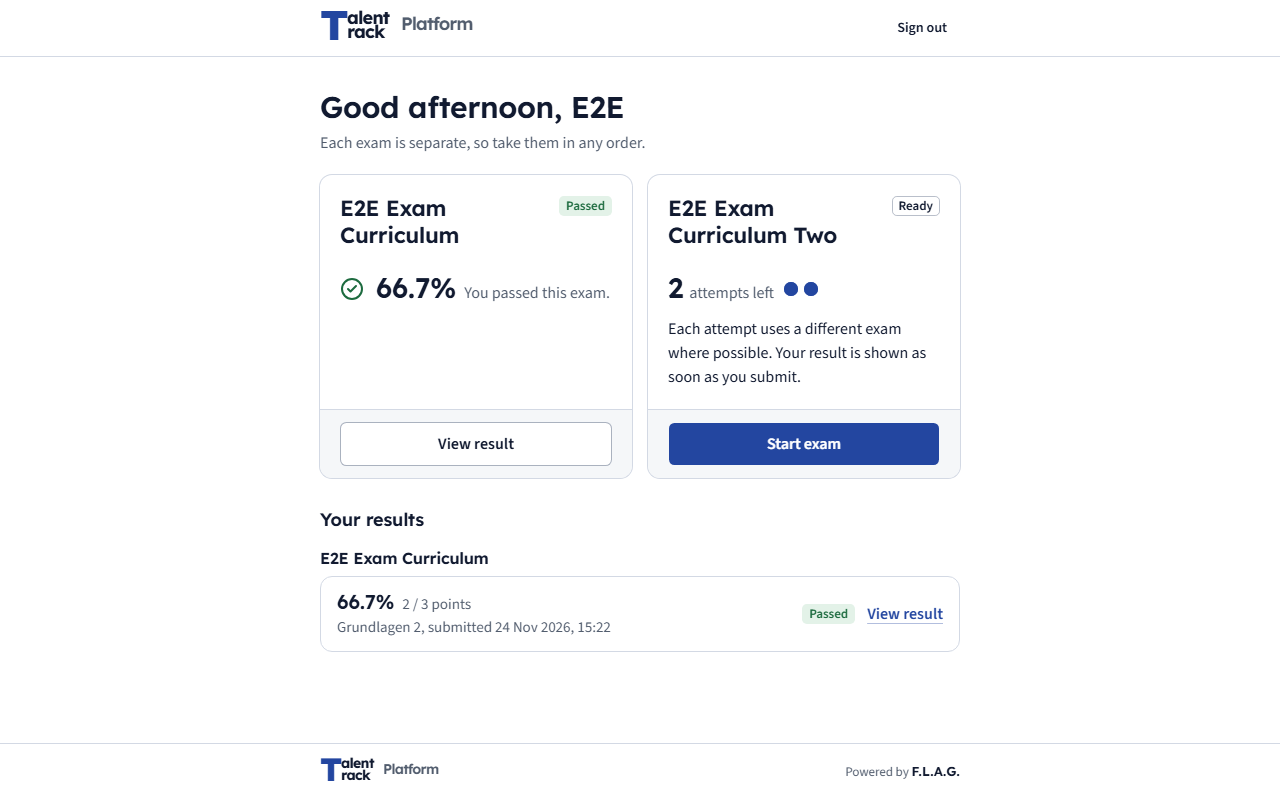 Talent
rack
Platform
Sign out
Good afternoon, E2E
Each exam is separate, so take them in any order.
E2E Exam
Curriculum
Passed
66.7% You passed this exam.
View result
E2E Exam
Curriculum Two
Ready
2 attempts left
Each attempt uses a different exam
where possible. Your result is shown as
soon as you submit.
Start exam
Your results
E2E Exam Curriculum
66.7% 2 / 3 points
Grundlagen 2, submitted 24 Nov 2026, 15:22
Passed
View result
Talent
rack
Platform
Powered by F.L.A.G.